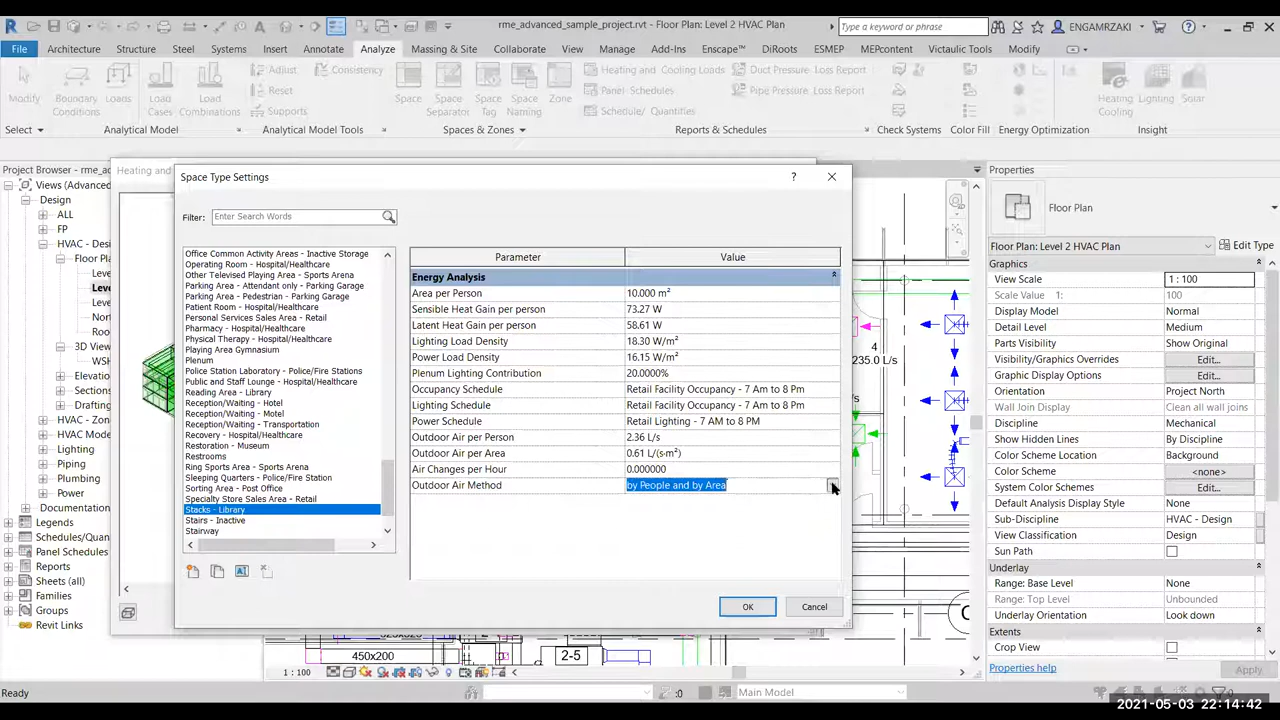 rme_advanced_sample_project.rvt - Floor Plan: Level 2 HVAC Plan
Type a keyword or phrase
ENGAMRZAKI
File Architecture Structure Steel Systems Insert Annotate Analyze Massing & Site Collaborate View Manage Add-Ins Enscape™ DiRoots ESMEP MEPcontent Victaulic Tools Modify
Modify
Boundary Conditions
Loads
Load Cases
Load Combinations
Adjust
Reset
Supports
Consistency
Space
Space Separator
Space Tag
Space Naming
Zone
Heating and Cooling Loads
Panel Schedules
Schedule/ Quantities
Duct Pressure Loss Report
Pipe Pressure Loss Report
Heating Cooling
Lighting
Solar
Select
Analytical Model
Analytical Model Tools
Spaces & Zones
Reports & Schedules
Check Systems
Color Fill
Energy Optimization
Insight
Project Browser - rme_ad
Views (Advanced
Design
ALL
FP
HVAC - Des
Floor Plan
Leve
Leve
Leve
Nor
Roo
3D View
WSH
Elevatio
Sections
Draftin
HVAC - Zon
HVAC Mode
Lighting
Piping
Plumbing
Power
Documentation
Legends
Schedules/Quan
Panel Schedules
Reports
Sheets (all)
Families
Groups
Revit Links
Heating and
Space Type Settings
?
Filter:
Enter Search Words
Office Common Activity Areas - Inactive Storage
Operating Room - Hospital/Healthcare
Other Televised Playing Area - Sports Arena
Parking Area - Attendant only - Parking Garage
Parking Area - Pedestrian - Parking Garage
Patient Room - Hospital/Healthcare
Personal Services Sales Area - Retail
Pharmacy - Hospital/Healthcare
Physical Therapy - Hospital/Healthcare
Playing Area Gymnasium
Plenum
Police Station Laboratory - Police/Fire Stations
Public and Staff Lounge - Hospital/Healthcare
Reading Area - Library
Reception/Waiting - Hotel
Reception/Waiting - Motel
Reception/Waiting - Transportation
Recovery - Hospital/Healthcare
Restoration - Museum
Restrooms
Ring Sports Area - Sports Arena
Sleeping Quarters - Police/Fire Station
Sorting Area - Post Office
Specialty Store Sales Area - Retail
Stacks - Library
Stairs - Inactive
Stairway
Parameter Value
Energy Analysis
Area per Person 10.000 m²
Sensible Heat Gain per person 73.27 W
Latent Heat Gain per person 58.61 W
Lighting Load Density 18.30 W/m²
Power Load Density 16.15 W/m²
Plenum Lighting Contribution 20.0000%
Occupancy Schedule Retail Facility Occupancy - 7 Am to 8 Pm
Lighting Schedule Retail Facility Occupancy - 7 Am to 8 Pm
Power Schedule Retail Lighting - 7 AM to 8 PM
Outdoor Air per Person 2.36 L/s
Outdoor Air per Area 0.61 L/(s·m²)
Air Changes per Hour 0.000000
Outdoor Air Method by People and by Area
OK Cancel
4
235.0 L/s
450x200
2-5
Properties
Floor Plan
Floor Plan: Level 2 HVAC Plan Edit Type
Graphics
View Scale 1 : 100
Scale Value 1: 100
Display Model Normal
Detail Level Medium
Parts Visibility Show Original
Visibility/Graphics Overrides Edit...
Graphic Display Options Edit...
Orientation Project North
Wall Join Display Clean all wall joins
Discipline Mechanical
Show Hidden Lines By Discipline
Color Scheme Location Background
Color Scheme <none>
System Color Schemes Edit...
Default Analysis Display Style None
Sub-Discipline HVAC - Design
View Classification Design
Sun Path
Underlay
Range: Base Level None
Range: Top Level Unbounded
Underlay Orientation Look down
Extents
Crop View
Properties help Apply
1 : 100
Ready
:0
Main Model
2021-05-03 22:14:42